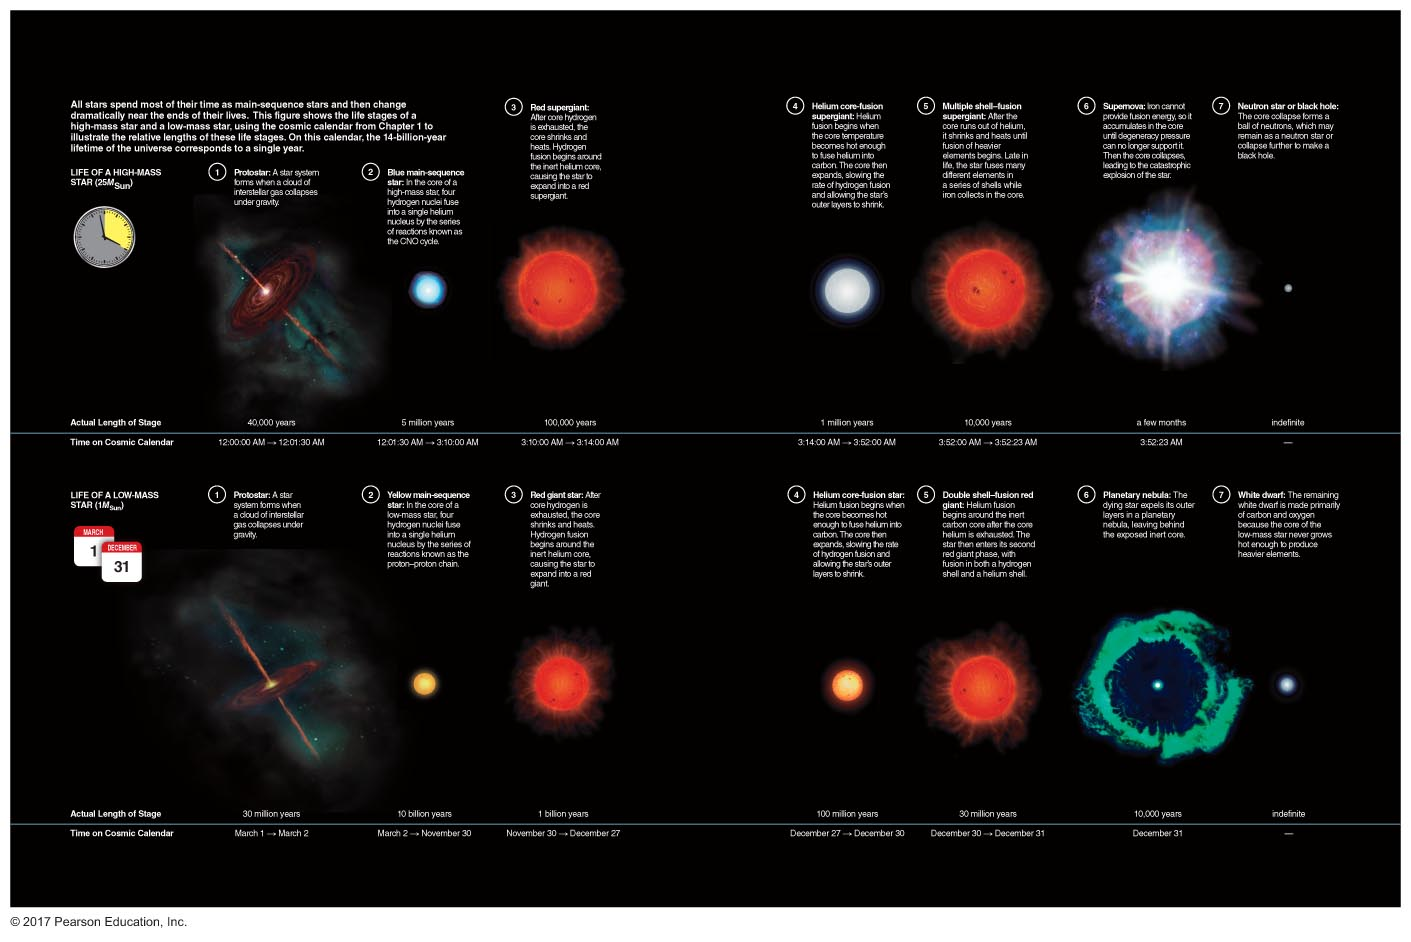 All stars spend most of their time as main-sequence stars and then change
dramatically near the ends of their lives. This figure shows the life stages of a
high-mass star and a low-mass star, using the cosmic calendar from Chapter 1 to
illustrate the relative lengths of these life stages. On this calendar, the 14-billion-year
lifetime of the universe corresponds to a single year.
LIFE OF A HIGH-MASS
STAR (25MSun)
1
Protostar: A star system
forms when a cloud of
interstellar gas collapses
under gravity.
2
Blue main-sequence
star: In the core of a
high-mass star, four
hydrogen nuclei fuse
into a single helium
nucleus by the series
of reactions known as
the CNO cycle.
3
Red supergiant:
After core hydrogen
is exhausted, the
core shrinks and
heats. Hydrogen
fusion begins around
the inert helium core,
causing the star to
expand into a red
supergiant.
4
Helium core-fusion
supergiant: Helium
fusion begins when
the core temperature
becomes hot enough
to fuse helium into
carbon. The core then
expands, slowing the
rate of hydrogen fusion
and allowing the star's
outer layers to shrink.
5
Multiple shell–fusion
supergiant: After the
core runs out of helium,
it shrinks and heats until
fusion of heavier
elements begins. Late in
life, the star fuses many
different elements in
a series of shells while
iron collects in the core.
6
Supernova: Iron cannot
provide fusion energy, so it
accumulates in the core
until degeneracy pressure
can no longer support it.
Then the core collapses,
leading to the catastrophic
explosion of the star.
7
Neutron star or black hole:
The core collapse forms a
ball of neutrons, which may
remain as a neutron star or
collapse further to make a
black hole.
Actual Length of Stage
40,000 years
5 million years
100,000 years
1 million years
10,000 years
a few months
indefinite
Time on Cosmic Calendar
12:00:00 AM → 12:01:30 AM
12:01:30 AM → 3:10:00 AM
3:10:00 AM → 3:14:00 AM
3:14:00 AM → 3:52:00 AM
3:52:00 AM → 3:52:23 AM
3:52:23 AM
—
LIFE OF A LOW-MASS
STAR (1MSun)
MARCH
1
DECEMBER
31
1
Protostar: A star
system forms when
a cloud of interstellar
gas collapses under
gravity.
2
Yellow main-sequence
star: In the core of a
low-mass star, four
hydrogen nuclei fuse
into a single helium
nucleus by the series of
reactions known as the
proton–proton chain.
3
Red giant star: After
core hydrogen is
exhausted, the core
shrinks and heats.
Hydrogen fusion
begins around the
inert helium core,
causing the star to
expand into a red
giant.
4
Helium core-fusion star:
Helium fusion begins when
the core becomes hot
enough to fuse helium into
carbon. The core then
expands, slowing the rate
of hydrogen fusion and
allowing the star's outer
layers to shrink.
5
Double shell–fusion red
giant: Helium fusion
begins around the inert
carbon core after the core
helium is exhausted. The
star then enters its second
red giant phase, with
fusion in both a hydrogen
shell and a helium shell.
6
Planetary nebula: The
dying star expels its outer
layers in a planetary
nebula, leaving behind
the exposed inert core.
7
White dwarf: The remaining
white dwarf is made primarily
of carbon and oxygen
because the core of the
low-mass star never grows
hot enough to produce
heavier elements.
Actual Length of Stage
30 million years
10 billion years
1 billion years
100 million years
30 million years
10,000 years
indefinite
Time on Cosmic Calendar
March 1 → March 2
March 2 → November 30
November 30 → December 27
December 27 → December 30
December 30 → December 31
December 31
—
© 2017 Pearson Education, Inc.